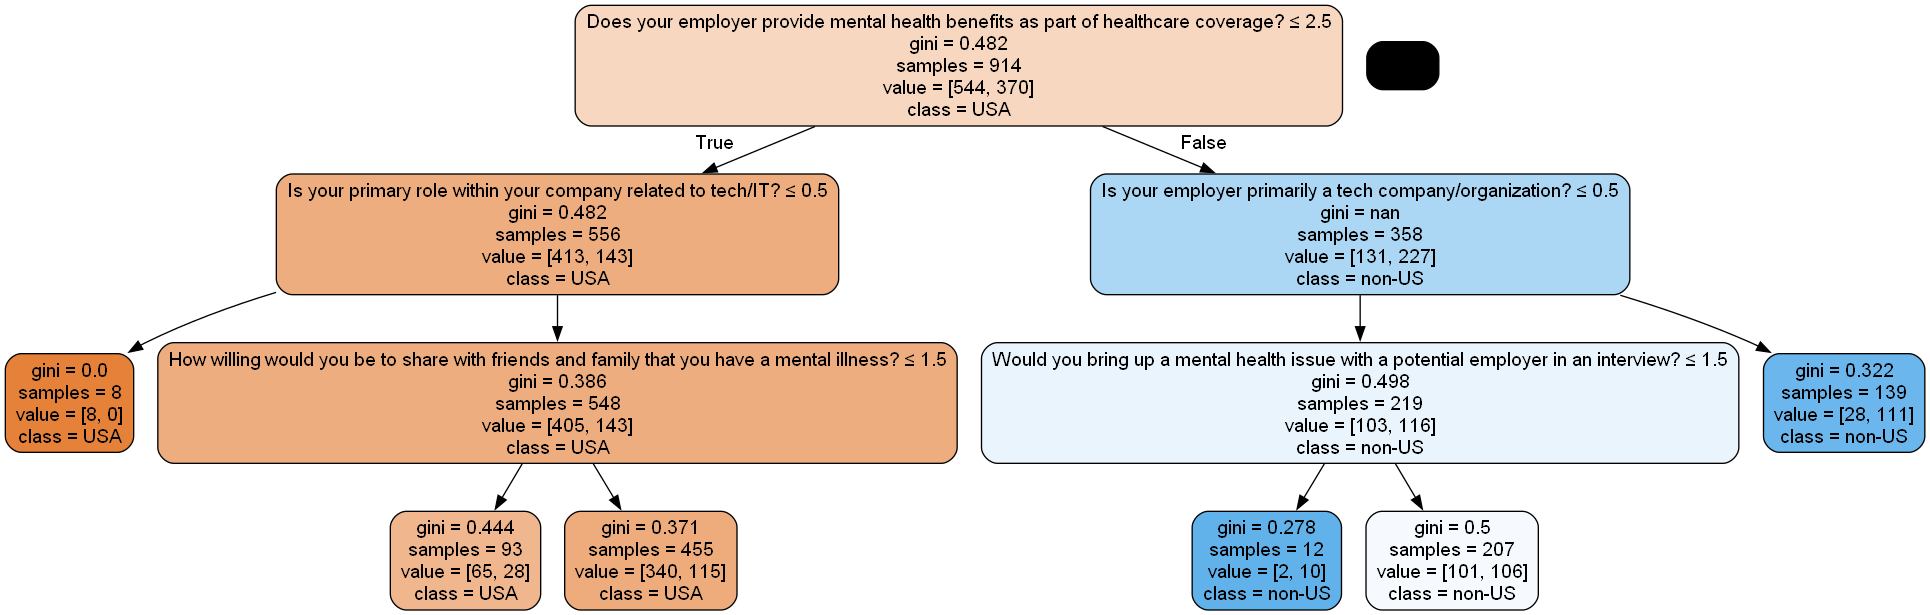 Does your employer provide mental health benefits as part of healthcare coverage? ≤ 2.5
gini = 0.482
samples = 914
value = [544, 370]
class = USA
True
False
Is your primary role within your company related to tech/IT? ≤ 0.5
gini = 0.482
samples = 556
value = [413, 143]
class = USA
Is your employer primarily a tech company/organization? ≤ 0.5
gini = nan
samples = 358
value = [131, 227]
class = non-US
gini = 0.0
samples = 8
value = [8, 0]
class = USA
How willing would you be to share with friends and family that you have a mental illness? ≤ 1.5
gini = 0.386
samples = 548
value = [405, 143]
class = USA
Would you bring up a mental health issue with a potential employer in an interview? ≤ 1.5
gini = 0.498
samples = 219
value = [103, 116]
class = non-US
gini = 0.322
samples = 139
value = [28, 111]
class = non-US
gini = 0.444
samples = 93
value = [65, 28]
class = USA
gini = 0.371
samples = 455
value = [340, 115]
class = USA
gini = 0.278
samples = 12
value = [2, 10]
class = non-US
gini = 0.5
samples = 207
value = [101, 106]
class = non-US